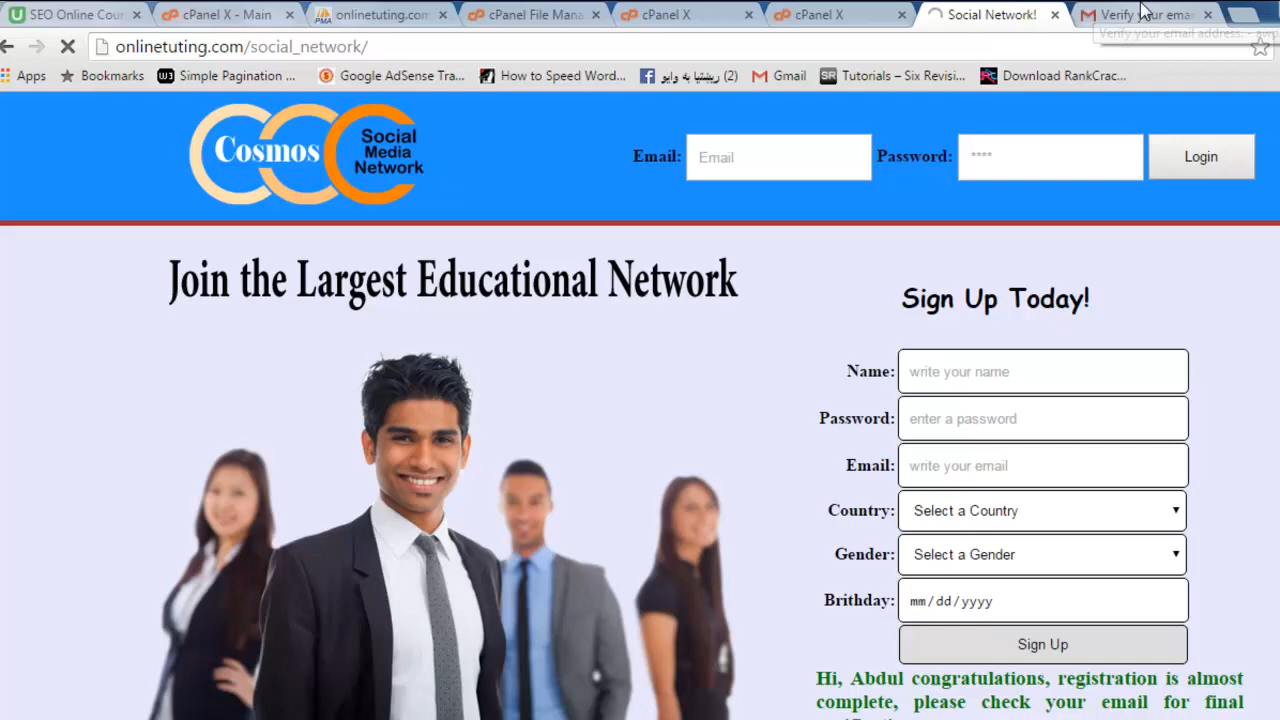 SEO Online Cour
cPanel X - Main
onlinetuting.com
cPanel File Mana
cPanel X
cPanel X
Social Network!
Verify your emai
Verify your email address. - awp
onlinetuting.com/social_network/
Apps
Bookmarks
Simple Pagination ...
Google AdSense Tra...
How to Speed Word...
(2) ریښتیا به وایو
Gmail
Tutorials – Six Revisi...
Download RankCrac...
Cosmos
Social
Media
Network
Email:
Email
Password:
****
Login
Join the Largest Educational Network
Sign Up Today!
Name:
write your name
Password:
enter a password
Email:
write your email
Country:
Select a Country
Gender:
Select a Gender
Brithday:
mm/dd/yyyy
Sign Up
Hi, Abdul congratulations, registration is almost
complete, please check your email for final